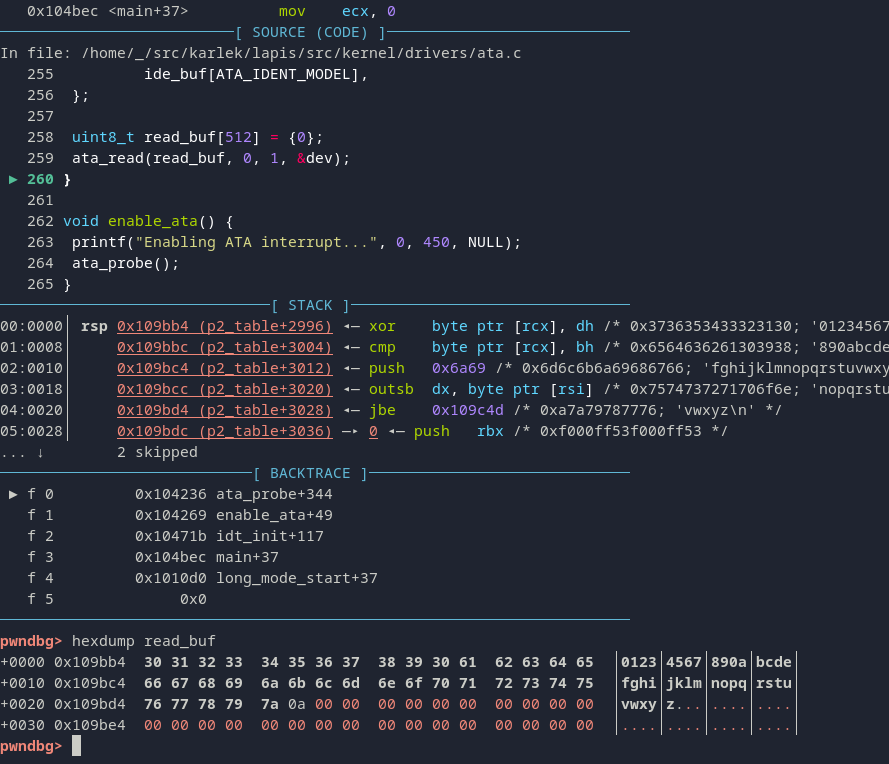 0x104bec <main+37> mov ecx, 0
[ SOURCE (CODE) ]
In file: /home/_/src/karlek/lapis/src/kernel/drivers/ata.c
255 ide_buf[ATA_IDENT_MODEL],
256 };
257
258 uint8_t read_buf[512] = {0};
259 ata_read(read_buf, 0, 1, &dev);
► 260 }
261
262 void enable_ata() {
263 printf("Enabling ATA interrupt...", 0, 450, NULL);
264 ata_probe();
265 }
[ STACK ]
00:0000│ rsp 0x109bb4 (p2_table+2996) ◂— xor byte ptr [rcx], dh /* 0x3736353433323130; '01234567
01:0008│ 0x109bbc (p2_table+3004) ◂— cmp byte ptr [rcx], bh /* 0x6564636261303938; '890abcde
02:0010│ 0x109bc4 (p2_table+3012) ◂— push 0x6a69 /* 0x6d6c6b6a69686766; 'fghijklmnopqrstuvwxy
03:0018│ 0x109bcc (p2_table+3020) ◂— outsb dx, byte ptr [rsi] /* 0x7574737271706f6e; 'nopqrstu
04:0020│ 0x109bd4 (p2_table+3028) ◂— jbe 0x109c4d /* 0xa7a79787776; 'vwxyz\n' */
05:0028│ 0x109bdc (p2_table+3036) —▸ 0 ◂— push rbx /* 0xf000ff53f000ff53 */
... ↓ 2 skipped
[ BACKTRACE ]
► f 0 0x104236 ata_probe+344
f 1 0x104269 enable_ata+49
f 2 0x10471b idt_init+117
f 3 0x104bec main+37
f 4 0x1010d0 long_mode_start+37
f 5 0x0
pwndbg> hexdump read_buf
+0000 0x109bb4 30 31 32 33 34 35 36 37 38 39 30 61 62 63 64 65 │0123│4567│890a│bcde│
+0010 0x109bc4 66 67 68 69 6a 6b 6c 6d 6e 6f 70 71 72 73 74 75 │fghi│jklm│nopq│rstu│
+0020 0x109bd4 76 77 78 79 7a 0a 00 00 00 00 00 00 00 00 00 00 │vwxy│z...│....│....│
+0030 0x109be4 00 00 00 00 00 00 00 00 00 00 00 00 00 00 00 00 │....│....│....│....│
pwndbg>